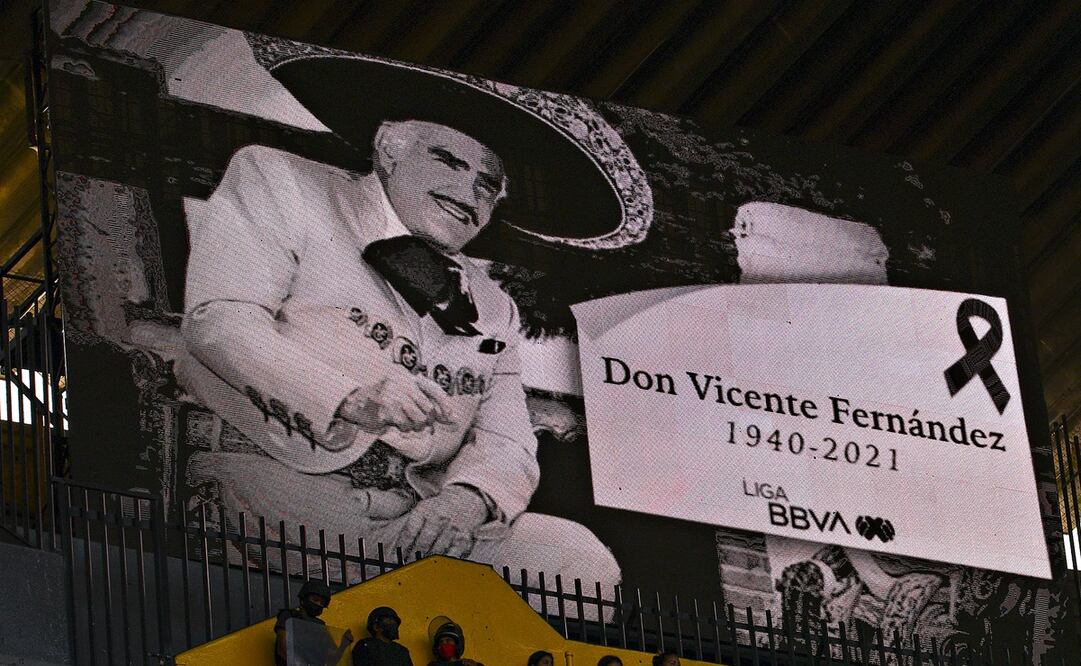 Don Vicente Fernández
1940-2021
LIGA
BBVA